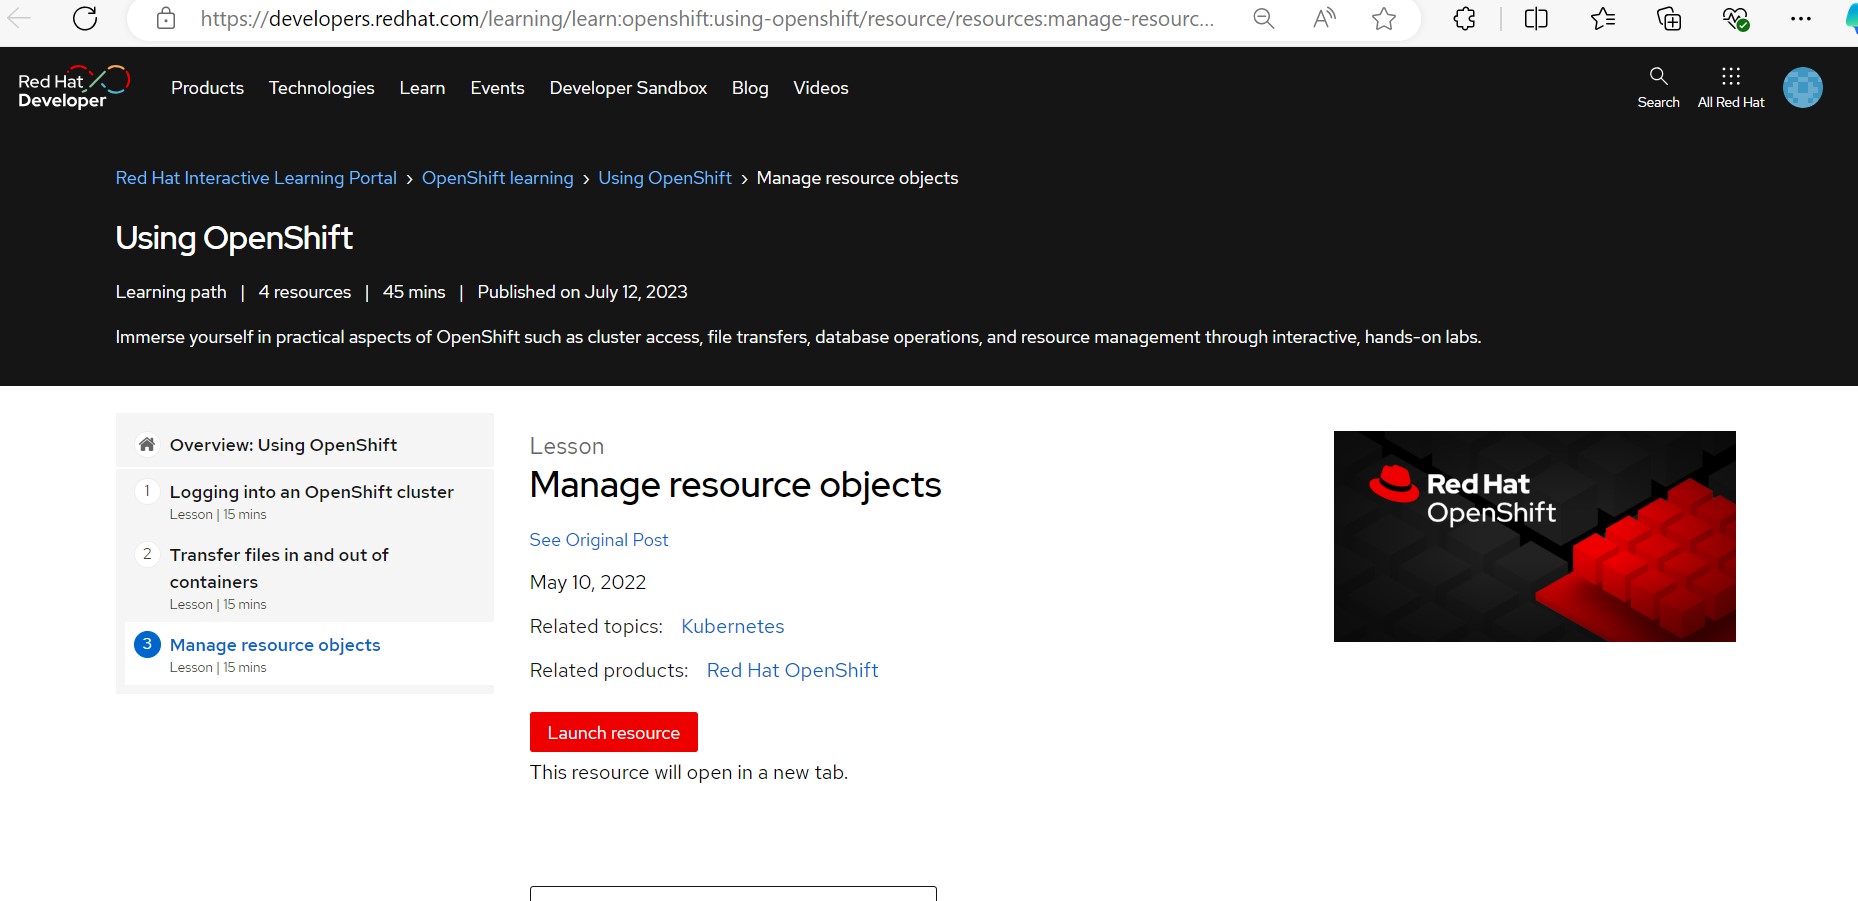 https://developers.redhat.com/learning/learn:openshift:using-openshift/resource/resources:manage-resourc...
Red Hat
Developer
Products Technologies Learn Events Developer Sandbox Blog Videos
Search All Red Hat
Red Hat Interactive Learning Portal › OpenShift learning › Using OpenShift › Manage resource objects
Using OpenShift
Learning path | 4 resources | 45 mins | Published on July 12, 2023
Immerse yourself in practical aspects of OpenShift such as cluster access, file transfers, database operations, and resource management through interactive, hands-on labs.
Overview: Using OpenShift
1 Logging into an OpenShift cluster
Lesson | 15 mins
2 Transfer files in and out of
containers
Lesson | 15 mins
3 Manage resource objects
Lesson | 15 mins
Lesson
Manage resource objects
See Original Post
May 10, 2022
Related topics: Kubernetes
Related products: Red Hat OpenShift
Launch resource
This resource will open in a new tab.
Red Hat
OpenShift